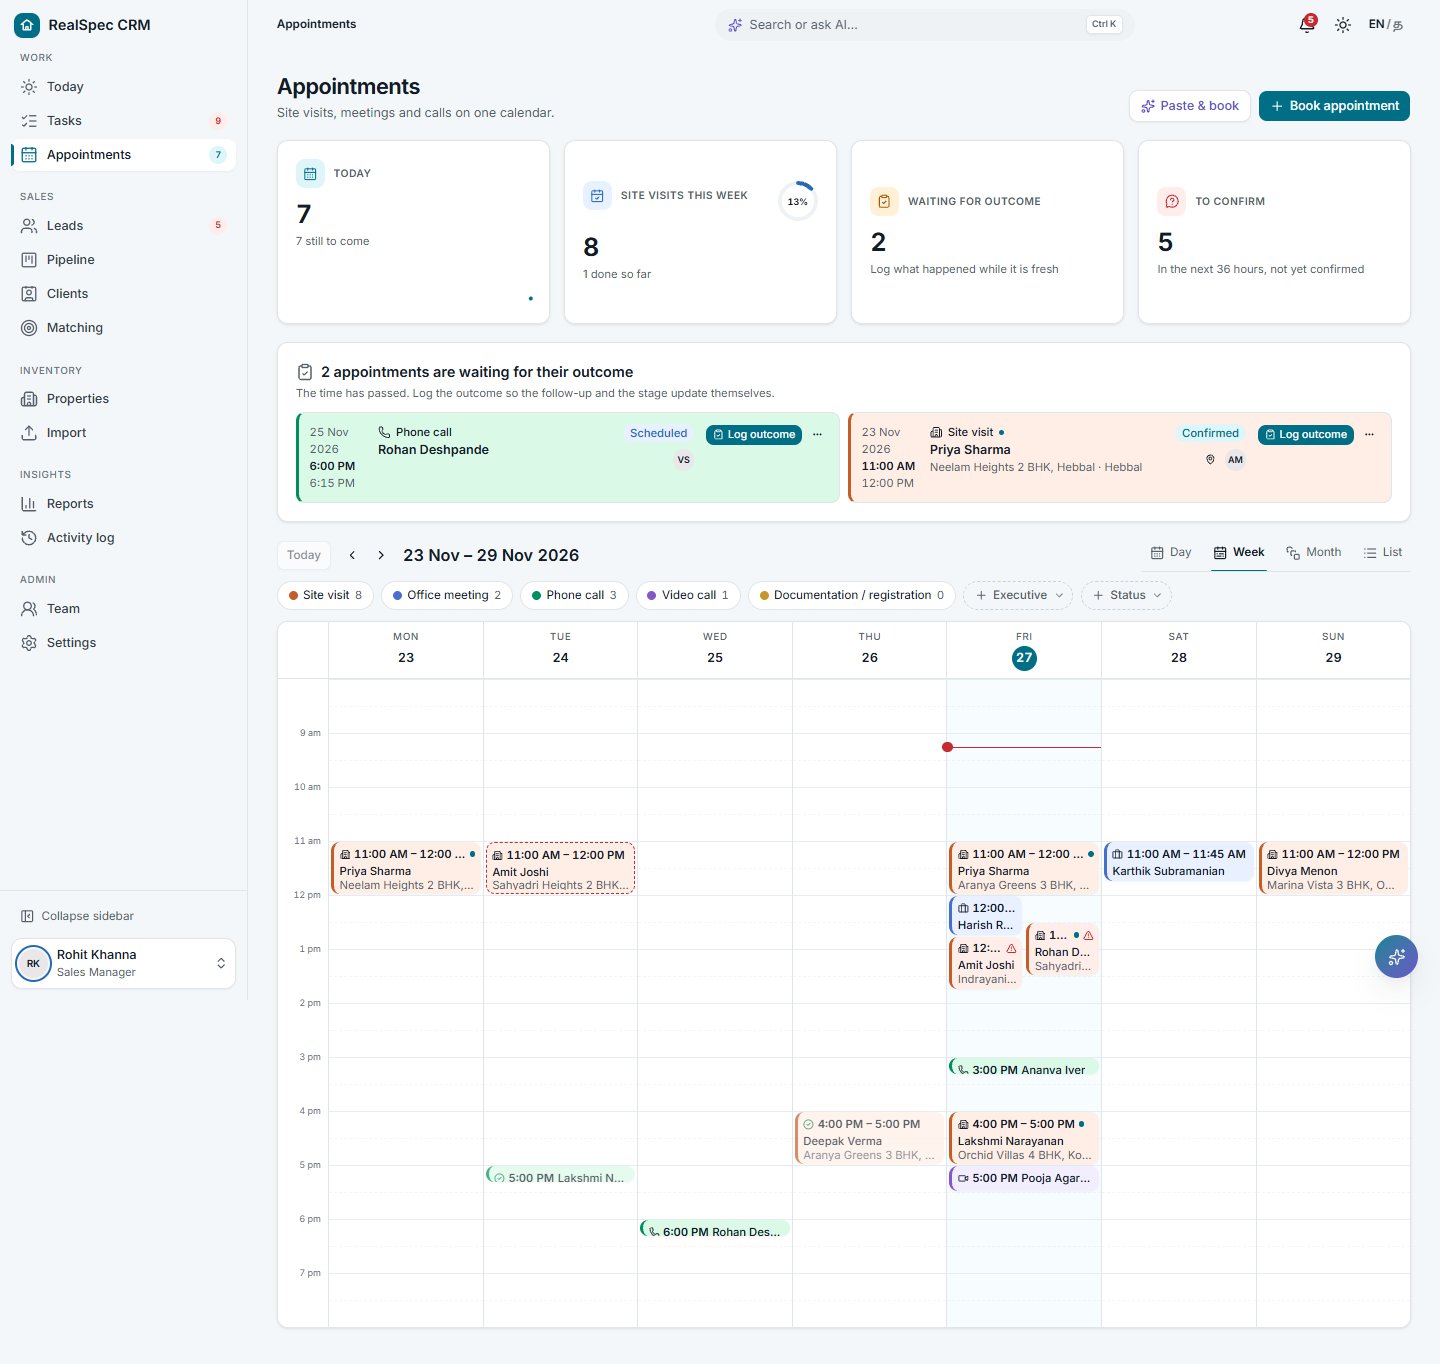 RealSpec CRM
WORK
Today
Tasks 9
Appointments 7
SALES
Leads 5
Pipeline
Clients
Matching
INVENTORY
Properties
Import
INSIGHTS
Reports
Activity log
ADMIN
Team
Settings
Collapse sidebar
RK
Rohit Khanna
Sales Manager
Appointments
Search or ask AI...
Ctrl K
5
EN / த
Appointments
Site visits, meetings and calls on one calendar.
Paste & book
Book appointment
TODAY
7
7 still to come
SITE VISITS THIS WEEK
13%
8
1 done so far
WAITING FOR OUTCOME
2
Log what happened while it is fresh
TO CONFIRM
5
In the next 36 hours, not yet confirmed
2 appointments are waiting for their outcome
The time has passed. Log the outcome so the follow-up and the stage update themselves.
25 Nov
2026
6:00 PM
6:15 PM
Phone call
Rohan Deshpande
Scheduled
VS
Log outcome
23 Nov
2026
11:00 AM
12:00 PM
Site visit
Priya Sharma
Neelam Heights 2 BHK, Hebbal · Hebbal
Confirmed
AM
Log outcome
Today
23 Nov – 29 Nov 2026
Day
Week
Month
List
Site visit 8
Office meeting 2
Phone call 3
Video call 1
Documentation / registration 0
Executive
Status
MON
23
TUE
24
WED
25
THU
26
FRI
27
SAT
28
SUN
29
9 am
10 am
11 am
12 pm
1 pm
2 pm
3 pm
4 pm
5 pm
6 pm
7 pm
11:00 AM – 12:00 ...
Priya Sharma
Neelam Heights 2 BHK,...
11:00 AM – 12:00 PM
Amit Joshi
Sahyadri Heights 2 BHK...
5:00 PM Lakshmi N...
6:00 PM Rohan Des...
4:00 PM – 5:00 PM
Deepak Verma
Aranya Greens 3 BHK, ...
11:00 AM – 12:00 ...
Priya Sharma
Aranya Greens 3 BHK, ...
12:00...
Harish R...
12:...
Amit Joshi
Indrayani...
1...
Rohan D...
Sahyadri...
3:00 PM Ananya Iyer
4:00 PM – 5:00 PM
Lakshmi Narayanan
Orchid Villas 4 BHK, Ko...
5:00 PM Pooja Agar...
11:00 AM – 11:45 AM
Karthik Subramanian
11:00 AM – 12:00 PM
Divya Menon
Marina Vista 3 BHK, O...